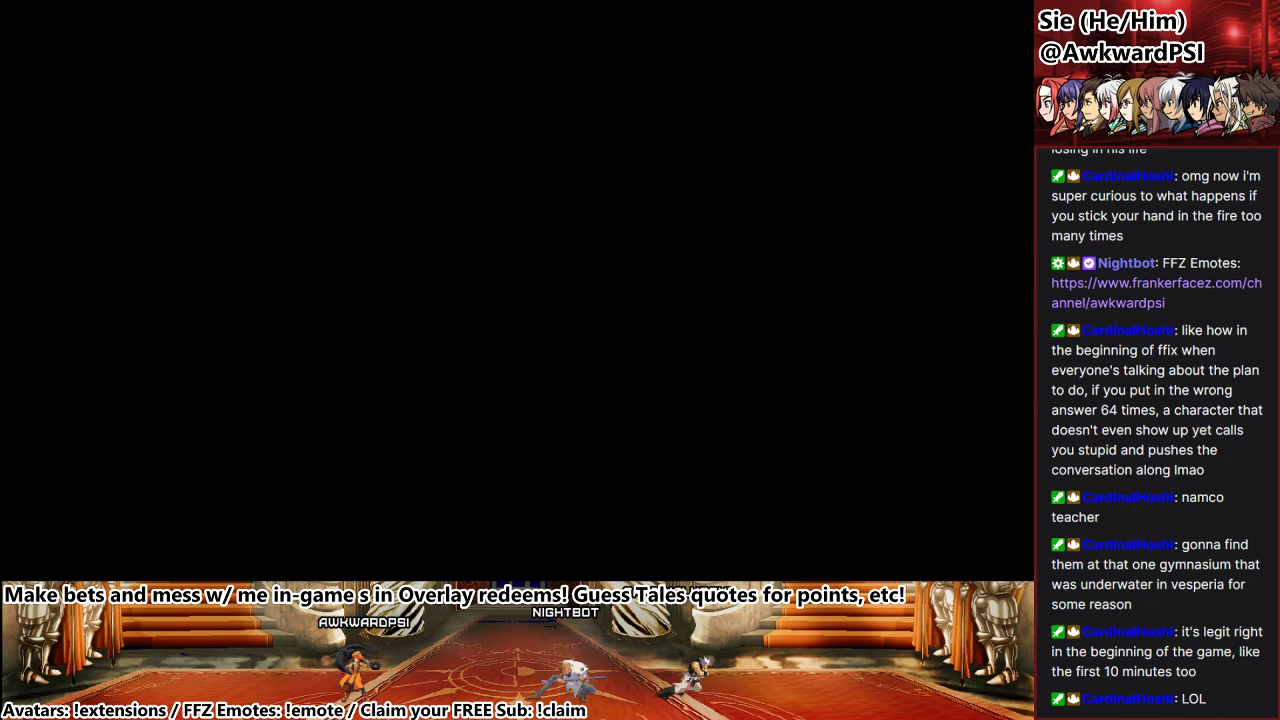 Sie (He/Him)
@AwkwardPSI
losing in his life
CardinalHoshi: omg now i'm
super curious to what happens if
you stick your hand in the fire too
many times
Nightbot: FFZ Emotes:
https://www.frankerfacez.com/ch
annel/awkwardpsi
CardinalHoshi: like how in
the beginning of ffix when
everyone's talking about the plan
to do, if you put in the wrong
answer 64 times, a character that
doesn't even show up yet calls
you stupid and pushes the
conversation along lmao
CardinalHoshi: namco
teacher
CardinalHoshi: gonna find
them at that one gymnasium that
was underwater in vesperia for
some reason
CardinalHoshi: it's legit right
in the beginning of the game, like
the first 10 minutes too
CardinalHoshi: LOL
Make bets and mess w/ me in-game s in Overlay redeems! Guess Tales quotes for points, etc!
NIGHTBOT
AWKWARDPSI
Avatars: !extensions / FFZ Emotes: !emote / Claim your FREE Sub: !claim